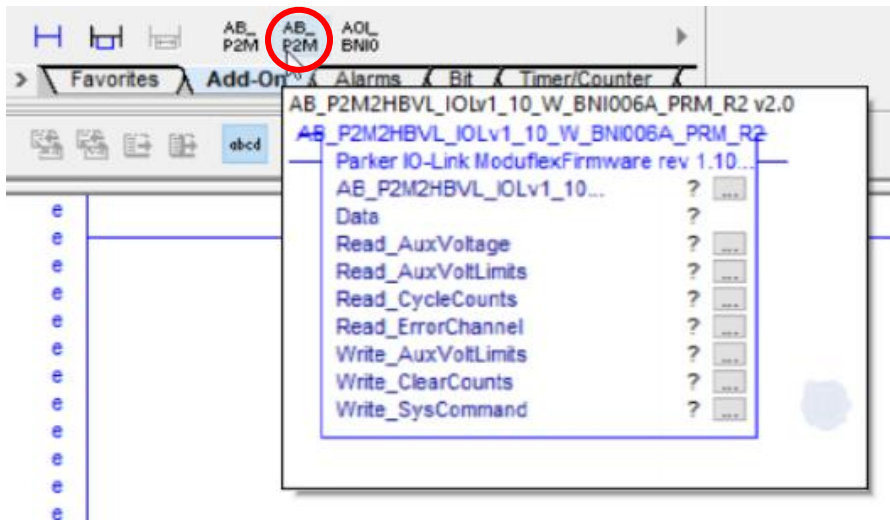 AB_ AB_ AOI_
P2M P2M BNI0
> Favorites Add-On Alarms Bit Timer/Counter
AB_P2M2HBVL_IOLv1_10_W_BNI006A_PRM_R2 v2.0
abcd
AB_P2M2HBVL_IOLv1_10_W_BNI006A_PRM_R2
Parker IO-Link ModuflexFirmware rev 1.10...
AB_P2M2HBVL_IOLv1_10... ? ...
Data ?
Read_AuxVoltage ? ...
Read_AuxVoltLimits ? ...
Read_CycleCounts ? ...
Read_ErrorChannel ? ...
Write_AuxVoltLimits ? ...
Write_ClearCounts ? ...
Write_SysCommand ? ...
e
e
e
e
e
e
e
e
e
e
e
e